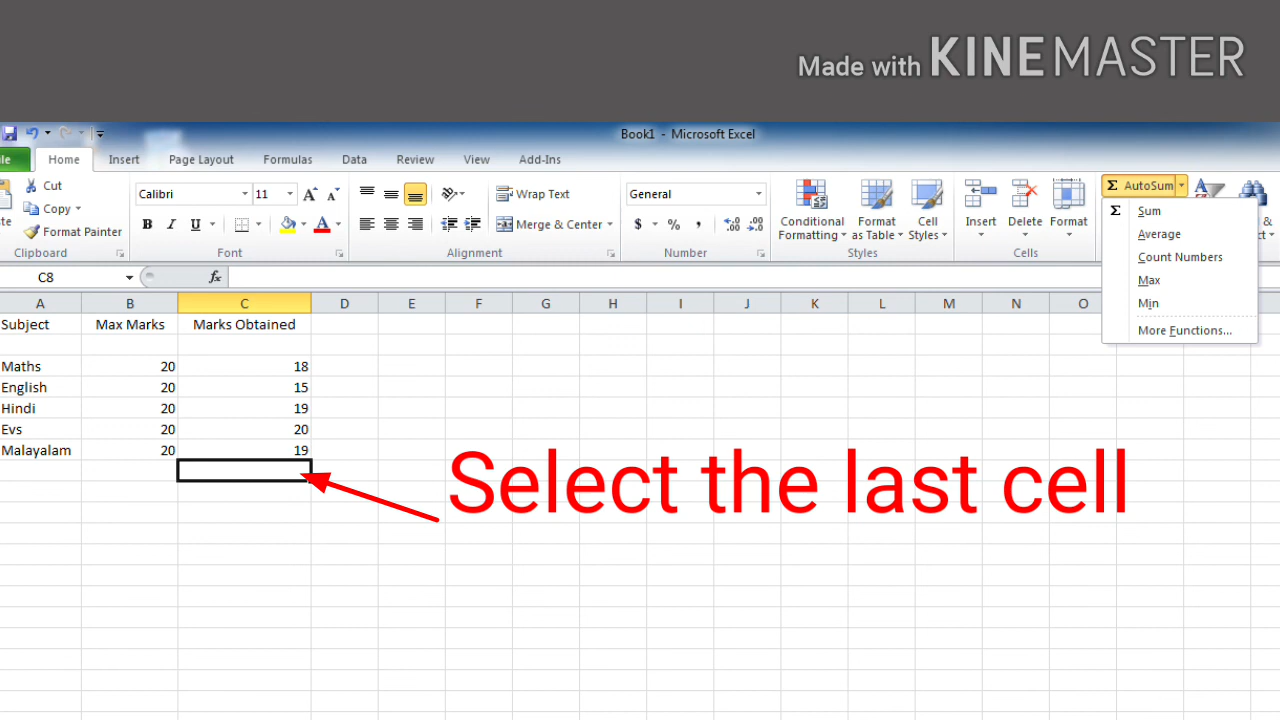 Made with KINEMASTER
Book1 - Microsoft Excel
Home Insert Page Layout Formulas Data Review View Add-Ins
Cut
Copy
Format Painter
Clipboard
Calibri 11
B I U A
Font
Wrap Text
Merge & Center
Alignment
General
$ % , .0 .00 .00 .0
Number
Conditional Formatting
Format as Table
Cell Styles
Styles
Insert Delete Format
Cells
Σ AutoSum
Σ Sum
Average
Count Numbers
Max
Min
More Functions...
C8 fx
A B C D E F G H I J K L M N O
Subject Max Marks Marks Obtained
Maths 20 18
English 20 15
Hindi 20 19
Evs 20 20
Malayalam 20 19
Select the last cell